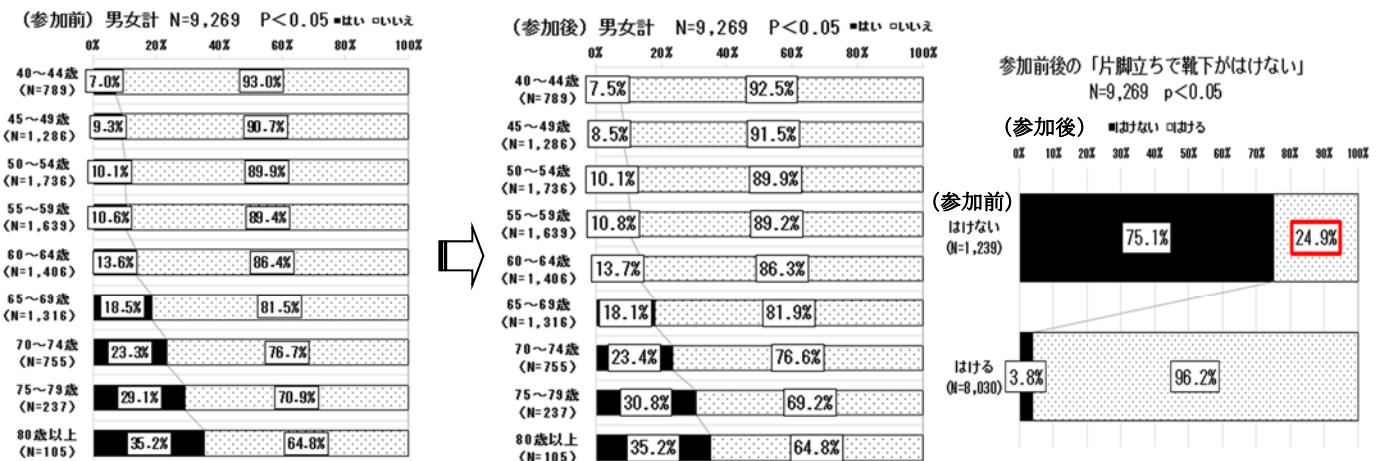 (参加前) 男女計 N=9,269 P<0.05 ■はい □いいえ
0% 20% 40% 60% 80% 100%
40~44歳
(N=789)
7.0% 93.0%
45~49歳
(N=1,286)
9.3% 90.7%
50~54歳
(N=1,736)
10.1% 89.9%
55~59歳
(N=1,639)
10.6% 89.4%
60~64歳
(N=1,406)
13.6% 86.4%
65~69歳
(N=1,316)
18.5% 81.5%
70~74歳
(N=755)
23.3% 76.7%
75~79歳
(N=237)
29.1% 70.9%
80歳以上
(N=105)
35.2% 64.8%
(参加後) 男女計 N=9,269 P<0.05 ■はい □いいえ
0% 20% 40% 60% 80% 100%
40~44歳
(N=789)
7.5% 92.5%
45~49歳
(N=1,286)
8.5% 91.5%
50~54歳
(N=1,736)
10.1% 89.9%
55~59歳
(N=1,639)
10.8% 89.2%
60~64歳
(N=1,406)
13.7% 86.3%
65~69歳
(N=1,316)
18.1% 81.9%
70~74歳
(N=755)
23.4% 76.6%
75~79歳
(N=237)
30.8% 69.2%
80歳以上
(N=105)
35.2% 64.8%
参加前後の「片脚立ちで靴下がはけない」
N=9,269 p<0.05
(参加後) ■はけない □はける
0% 10% 20% 30% 40% 50% 60% 70% 80% 90% 100%
(参加前)
はけない
(N=1,239)
75.1% 24.9%
はける
(N=8,030)
3.8% 96.2%